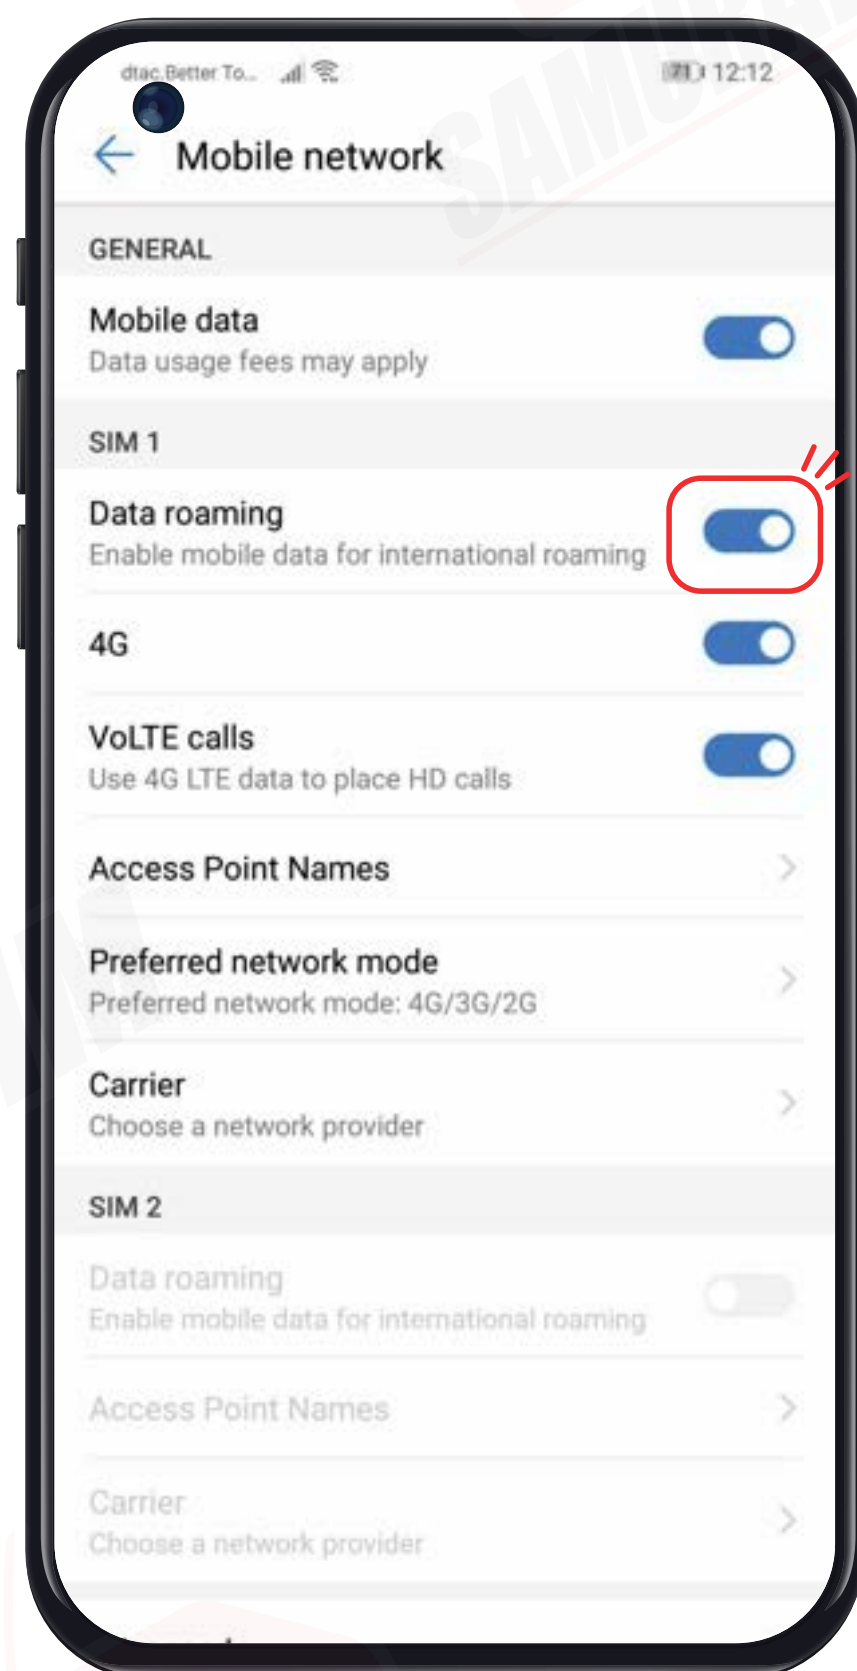 dtac.Better To...
71 12:12
Mobile network
GENERAL
Mobile data
Data usage fees may apply
SIM 1
Data roaming
Enable mobile data for international roaming
4G
VoLTE calls
Use 4G LTE data to place HD calls
Access Point Names
Preferred network mode
Preferred network mode: 4G/3G/2G
Carrier
Choose a network provider
SIM 2
Data roaming
Enable mobile data for international roaming
Access Point Names
Carrier
Choose a network provider